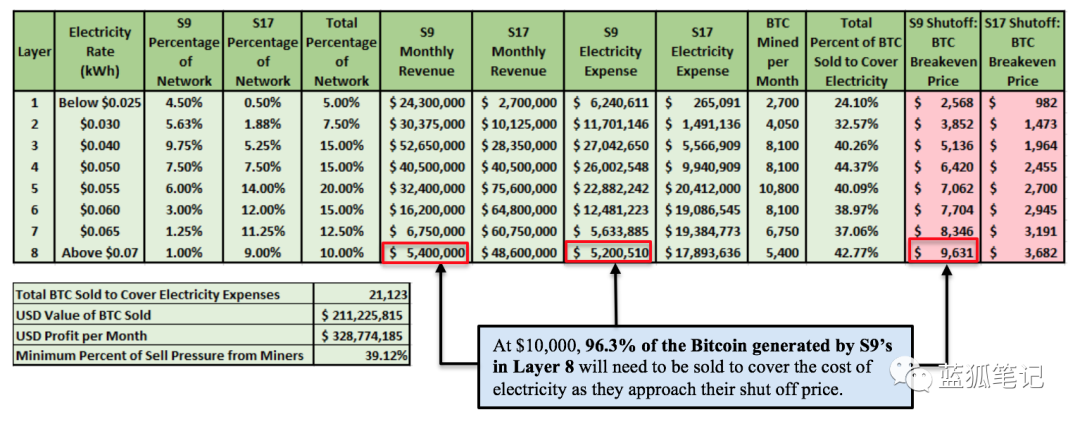 Layer Electricity Rate (kWh) S9 Percentage of Network S17 Percentage of Network Total Percentage of Network S9 Monthly Revenue S17 Monthly Revenue S9 Electricity Expense S17 Electricity Expense BTC Mined per Month Total Percent of BTC Sold to Cover Electricity S9 Shutoff: BTC Breakeven Price S17 Shutoff: BTC Breakeven Price
1 Below $0.025 4.50% 0.50% 5.00% $ 24,300,000 $ 2,700,000 $ 6,240,611 $ 265,091 2,700 24.10% $ 2,568 $ 982
2 $0.030 5.63% 1.88% 7.50% $ 30,375,000 $ 10,125,000 $ 11,701,146 $ 1,491,136 4,050 32.57% $ 3,852 $ 1,473
3 $0.040 9.75% 5.25% 15.00% $ 52,650,000 $ 28,350,000 $ 27,042,650 $ 5,566,909 8,100 40.26% $ 5,136 $ 1,964
4 $0.050 7.50% 7.50% 15.00% $ 40,500,000 $ 40,500,000 $ 26,002,548 $ 9,940,909 8,100 44.37% $ 6,420 $ 2,455
5 $0.055 6.00% 14.00% 20.00% $ 32,400,000 $ 75,600,000 $ 22,882,242 $ 20,412,000 10,800 40.09% $ 7,062 $ 2,700
6 $0.060 3.00% 12.00% 15.00% $ 16,200,000 $ 64,800,000 $ 12,481,223 $ 19,086,545 8,100 38.97% $ 7,704 $ 2,945
7 $0.065 1.25% 11.25% 12.50% $ 6,750,000 $ 60,750,000 $ 5,633,885 $ 19,384,773 6,750 37.06% $ 8,346 $ 3,191
8 Above $0.07 1.00% 9.00% 10.00% $ 5,400,000 $ 48,600,000 $ 5,200,510 $ 17,893,636 5,400 42.77% $ 9,631 $ 3,682
Total BTC Sold to Cover Electricity Expenses 21,123
USD Value of BTC Sold $ 211,225,815
USD Profit per Month $ 328,774,185
Minimum Percent of Sell Pressure from Miners 39.12%
At $10,000, 96.3% of the Bitcoin generated by S9’s
in Layer 8 will need to be sold to cover the cost of
electricity as they approach their shut off price.
蓝狐笔记